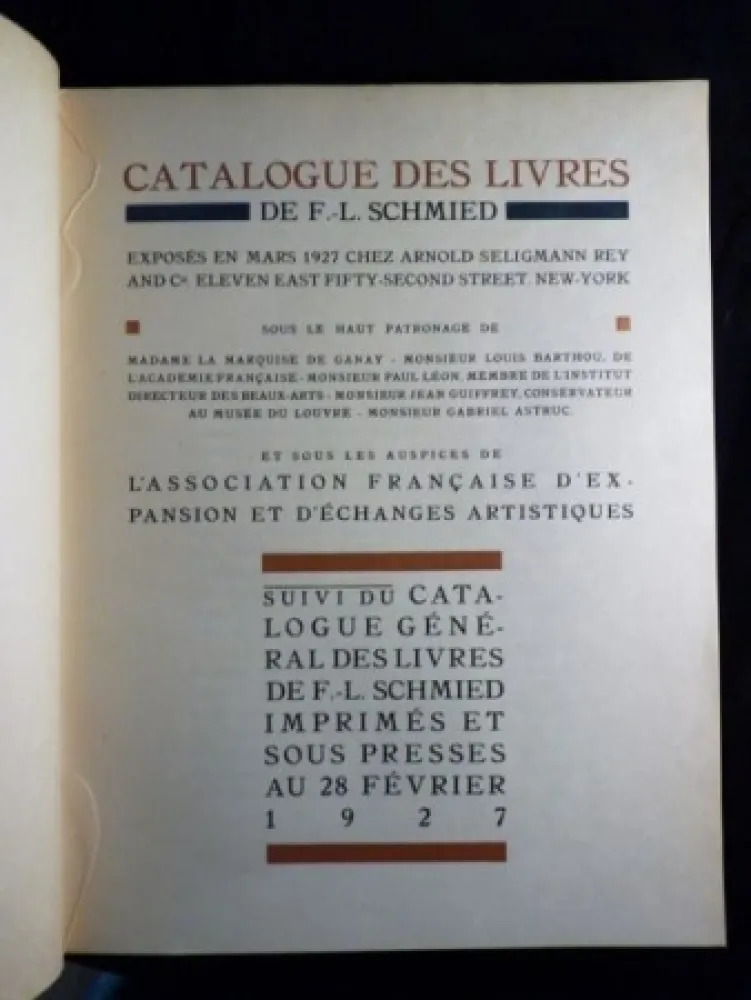 CATALOGUE DES LIVRES
DE F.-L. SCHMIED
EXPOSÉS EN MARS 1927 CHEZ ARNOLD SELIGMANN REY
AND Cº. ELEVEN EAST FIFTY-SECOND STREET. NEW-YORK
SOUS LE HAUT PATRONAGE DE
MADAME LA MARQUISE DE GANAY - MONSIEUR LOUIS BARTHOU, DE
L'ACADEMIE FRANÇAISE - MONSIEUR PAUL LÉON, MEMBRE DE L'INSTITUT
DIRECTEUR DES BEAUX-ARTS - MONSIEUR JEAN GUIFFREY, CONSERVATEUR
AU MUSÉE DU LOUVRE - MONSIEUR GABRIEL ASTRUC.
ET SOUS LES AUSPICES DE
L'ASSOCIATION FRANÇAISE D'EX-
PANSION ET D'ÉCHANGES ARTISTIQUES
SUIVI DU CATA-
LOGUE GÉNÉ-
RAL DES LIVRES
DE F.-L. SCHMIED
IMPRIMÉS ET
SOUS PRESSES
AU 28 FÉVRIER
1 9 2 7